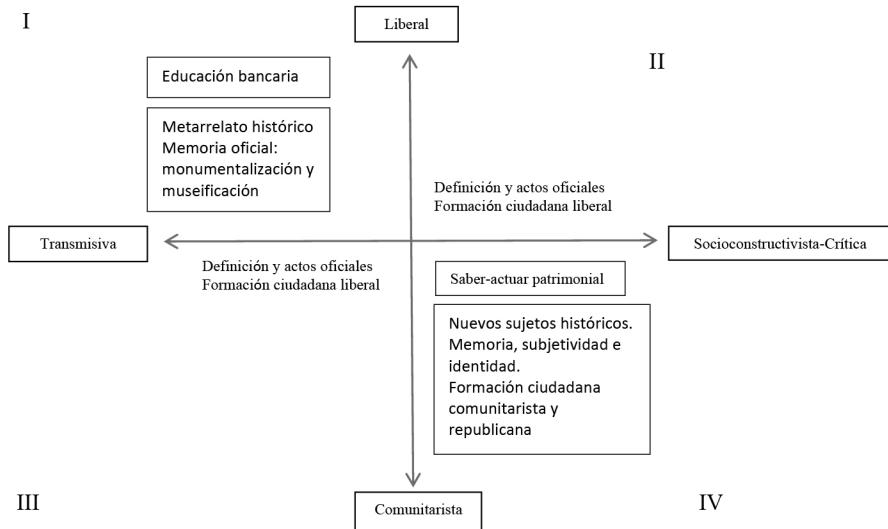 I
Liberal
II
Educación bancaria
Metarrelato histórico
Memoria oficial:
monumentalización y
museificación
Definición y actos oficiales
Formación ciudadana liberal
Transmisiva
Socioconstructivista-Crítica
Definición y actos oficiales
Formación ciudadana liberal
Saber-actuar patrimonial
Nuevos sujetos históricos.
Memoria, subjetividad e
identidad.
Formación ciudadana
comunitarista y
republicana
III
Comunitarista
IV